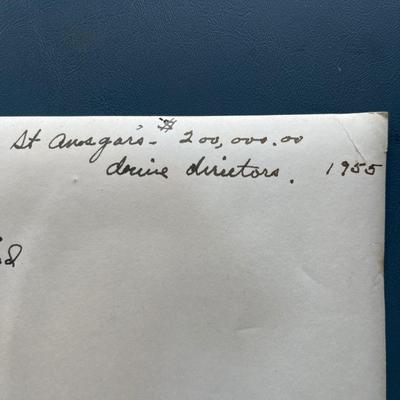 St Ansgar's - $200,000.00
drive directors. 1955